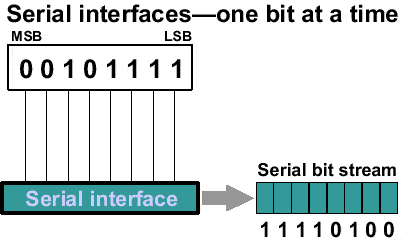 Serial interfaces—one bit at a time
MSB LSB
0 0 1 0 1 1 1 1
Serial interface
Serial bit stream
1 1 1 1 0 1 0 0